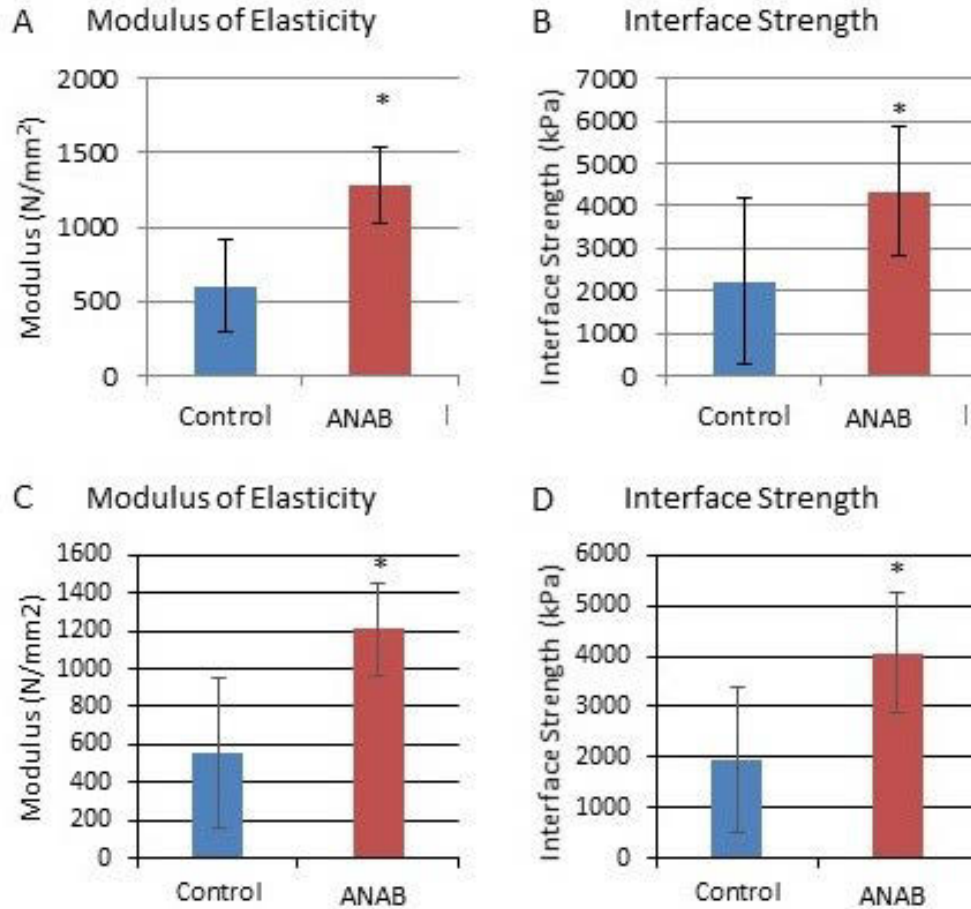 A Modulus of Elasticity
Modulus (N/mm²)
2000
1500
1000
500
0
*
Control ANAB
B Interface Strength
Interface Strength (kPa)
7000
6000
5000
4000
3000
2000
1000
0
*
Control ANAB
C Modulus of Elasticity
Modulus (N/mm2)
1600
1400
1200
1000
800
600
400
200
0
*
Control ANAB
D Interface Strength
Interface Strength (kPa)
6000
5000
4000
3000
2000
1000
0
*
Control ANAB